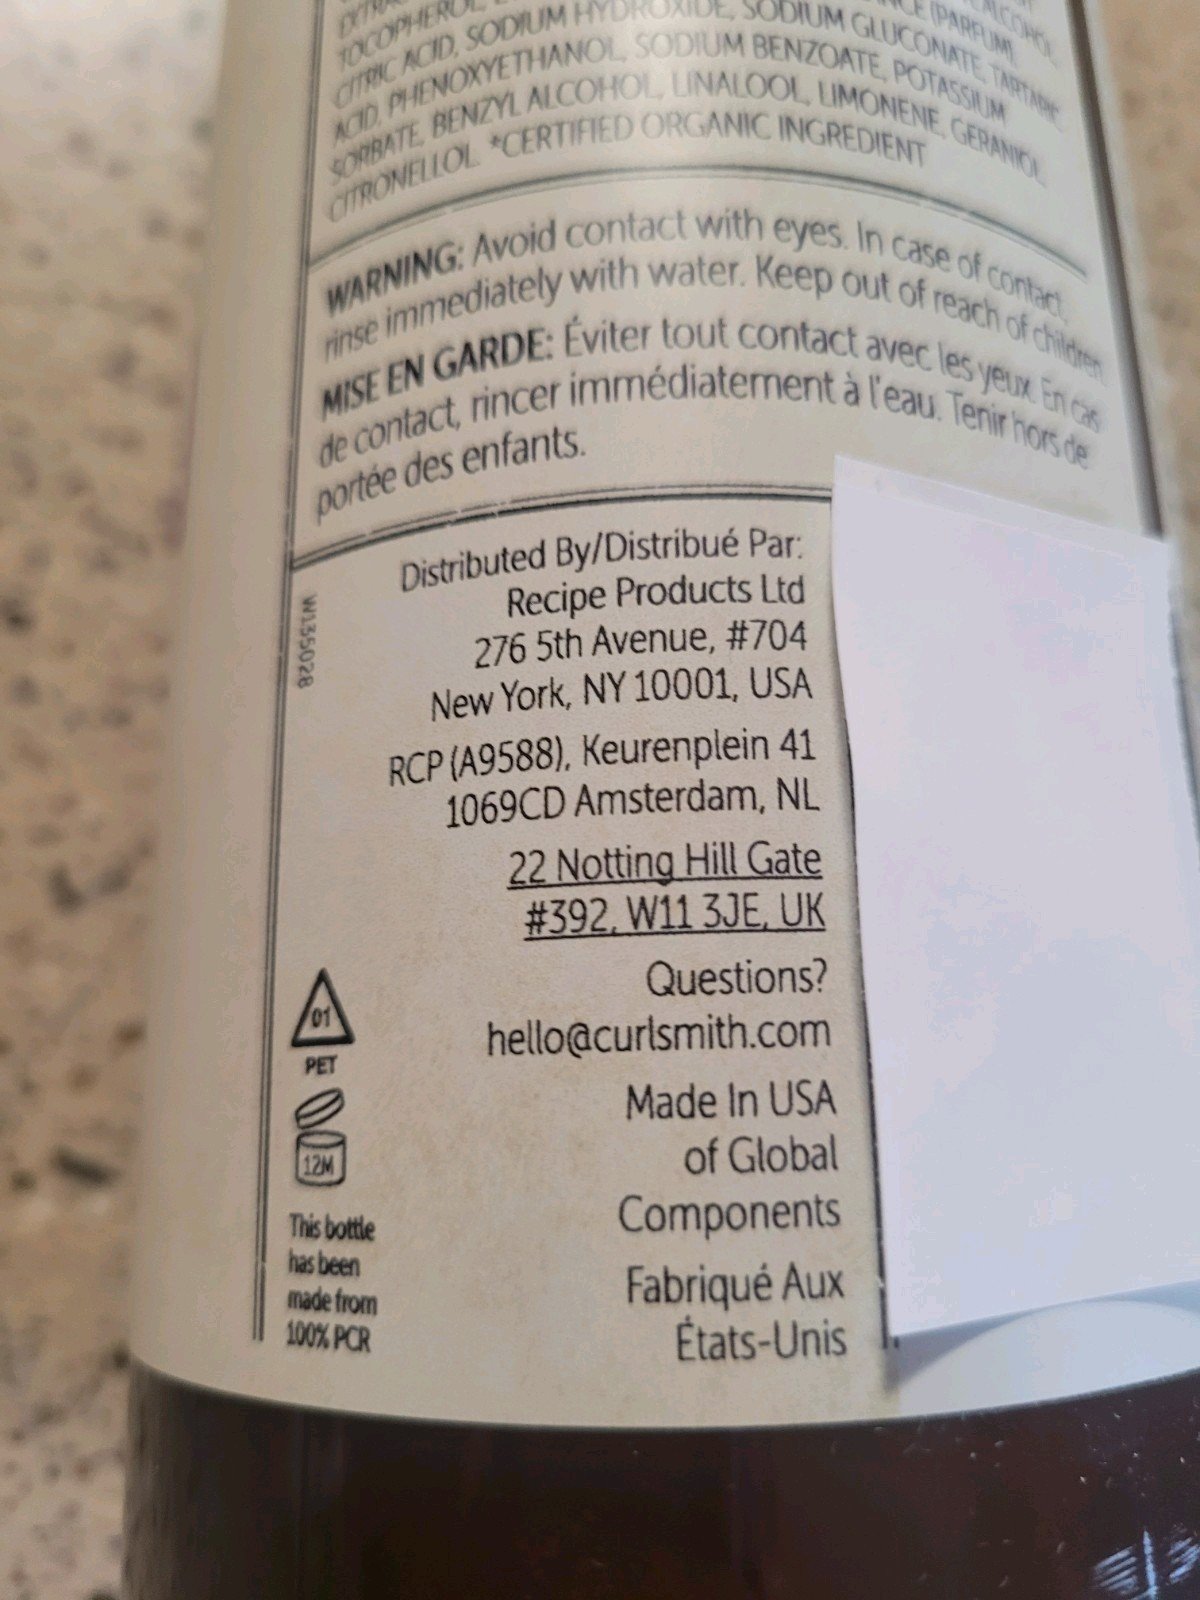 TOCOPHEROL,
CE (PARFUM),
CITRIC ACID, SODIUM HYDROXIDE, SODIUM GLUCONATE, TARTARIC
ACID, PHENOXYETHANOL, SODIUM BENZOATE, POTASSIUM
SORBATE, BENZYL ALCOHOL, LINALOOL, LIMONENE, GERANIOL,
CITRONELLOL. *CERTIFIED ORGANIC INGREDIENT
WARNING: Avoid contact with eyes. In case of contact,
rinse immediately with water. Keep out of reach of children
MISE EN GARDE: Éviter tout contact avec les yeux. En cas
de contact, rincer immédiatement à l'eau. Tenir hors de
portée des enfants.
W135028
Distributed By/Distribué Par:
Recipe Products Ltd
276 5th Avenue, #704
New York, NY 10001, USA
RCP (A9588), Keurenplein 41
1069CD Amsterdam, NL
22 Notting Hill Gate
#392, W11 3JE, UK
Questions?
hello@curlsmith.com
Made In USA
of Global
Components
Fabriqué Aux
États-Unis
01
PET
12M
This bottle
has been
made from
100% PCR